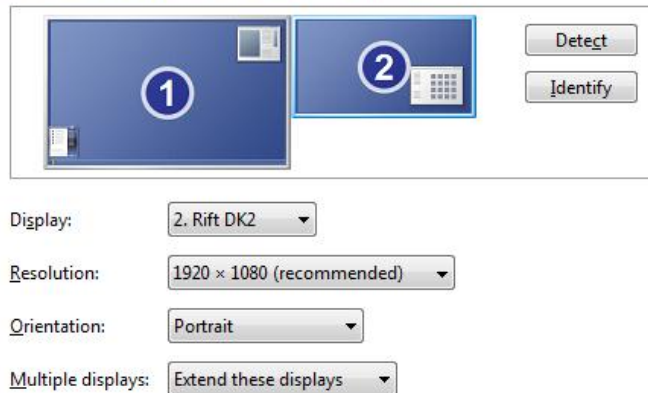 1
2
Detect
Identify
Display: 2. Rift DK2
Resolution: 1920 × 1080 (recommended)
Orientation: Portrait
Multiple displays: Extend these displays